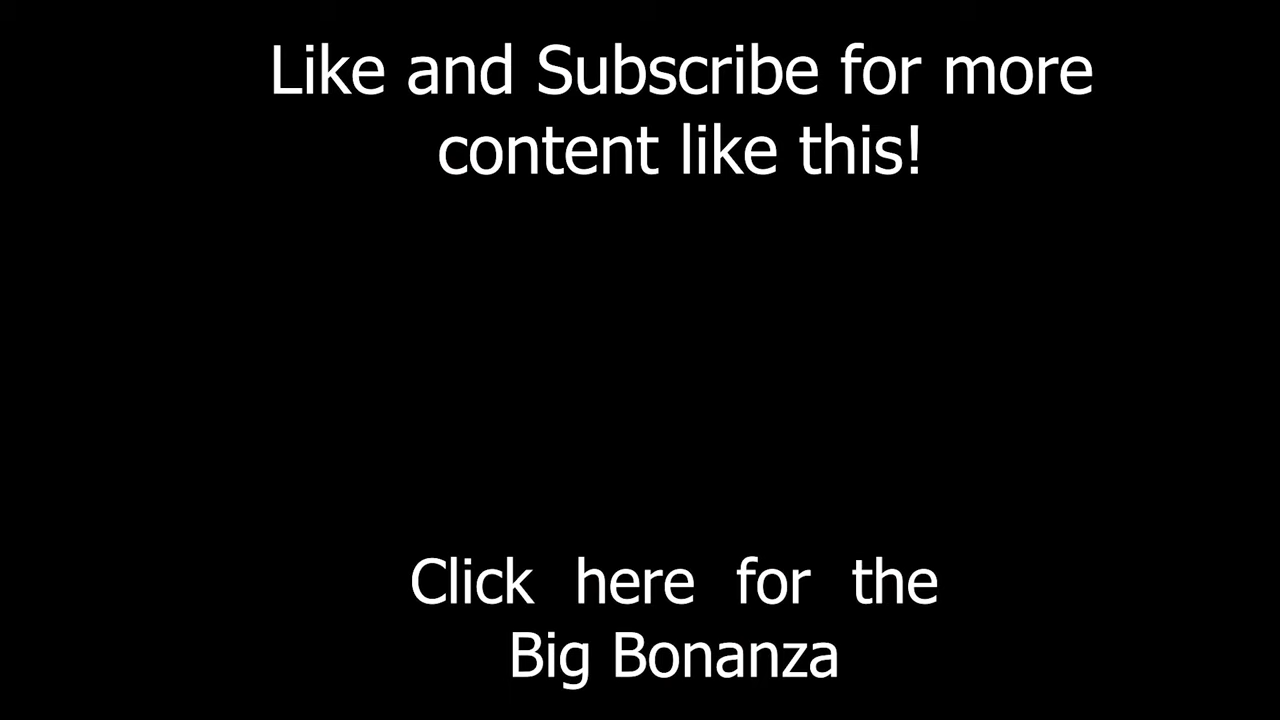 Like and Subscribe for more
content like this!
Click here for the
Big Bonanza